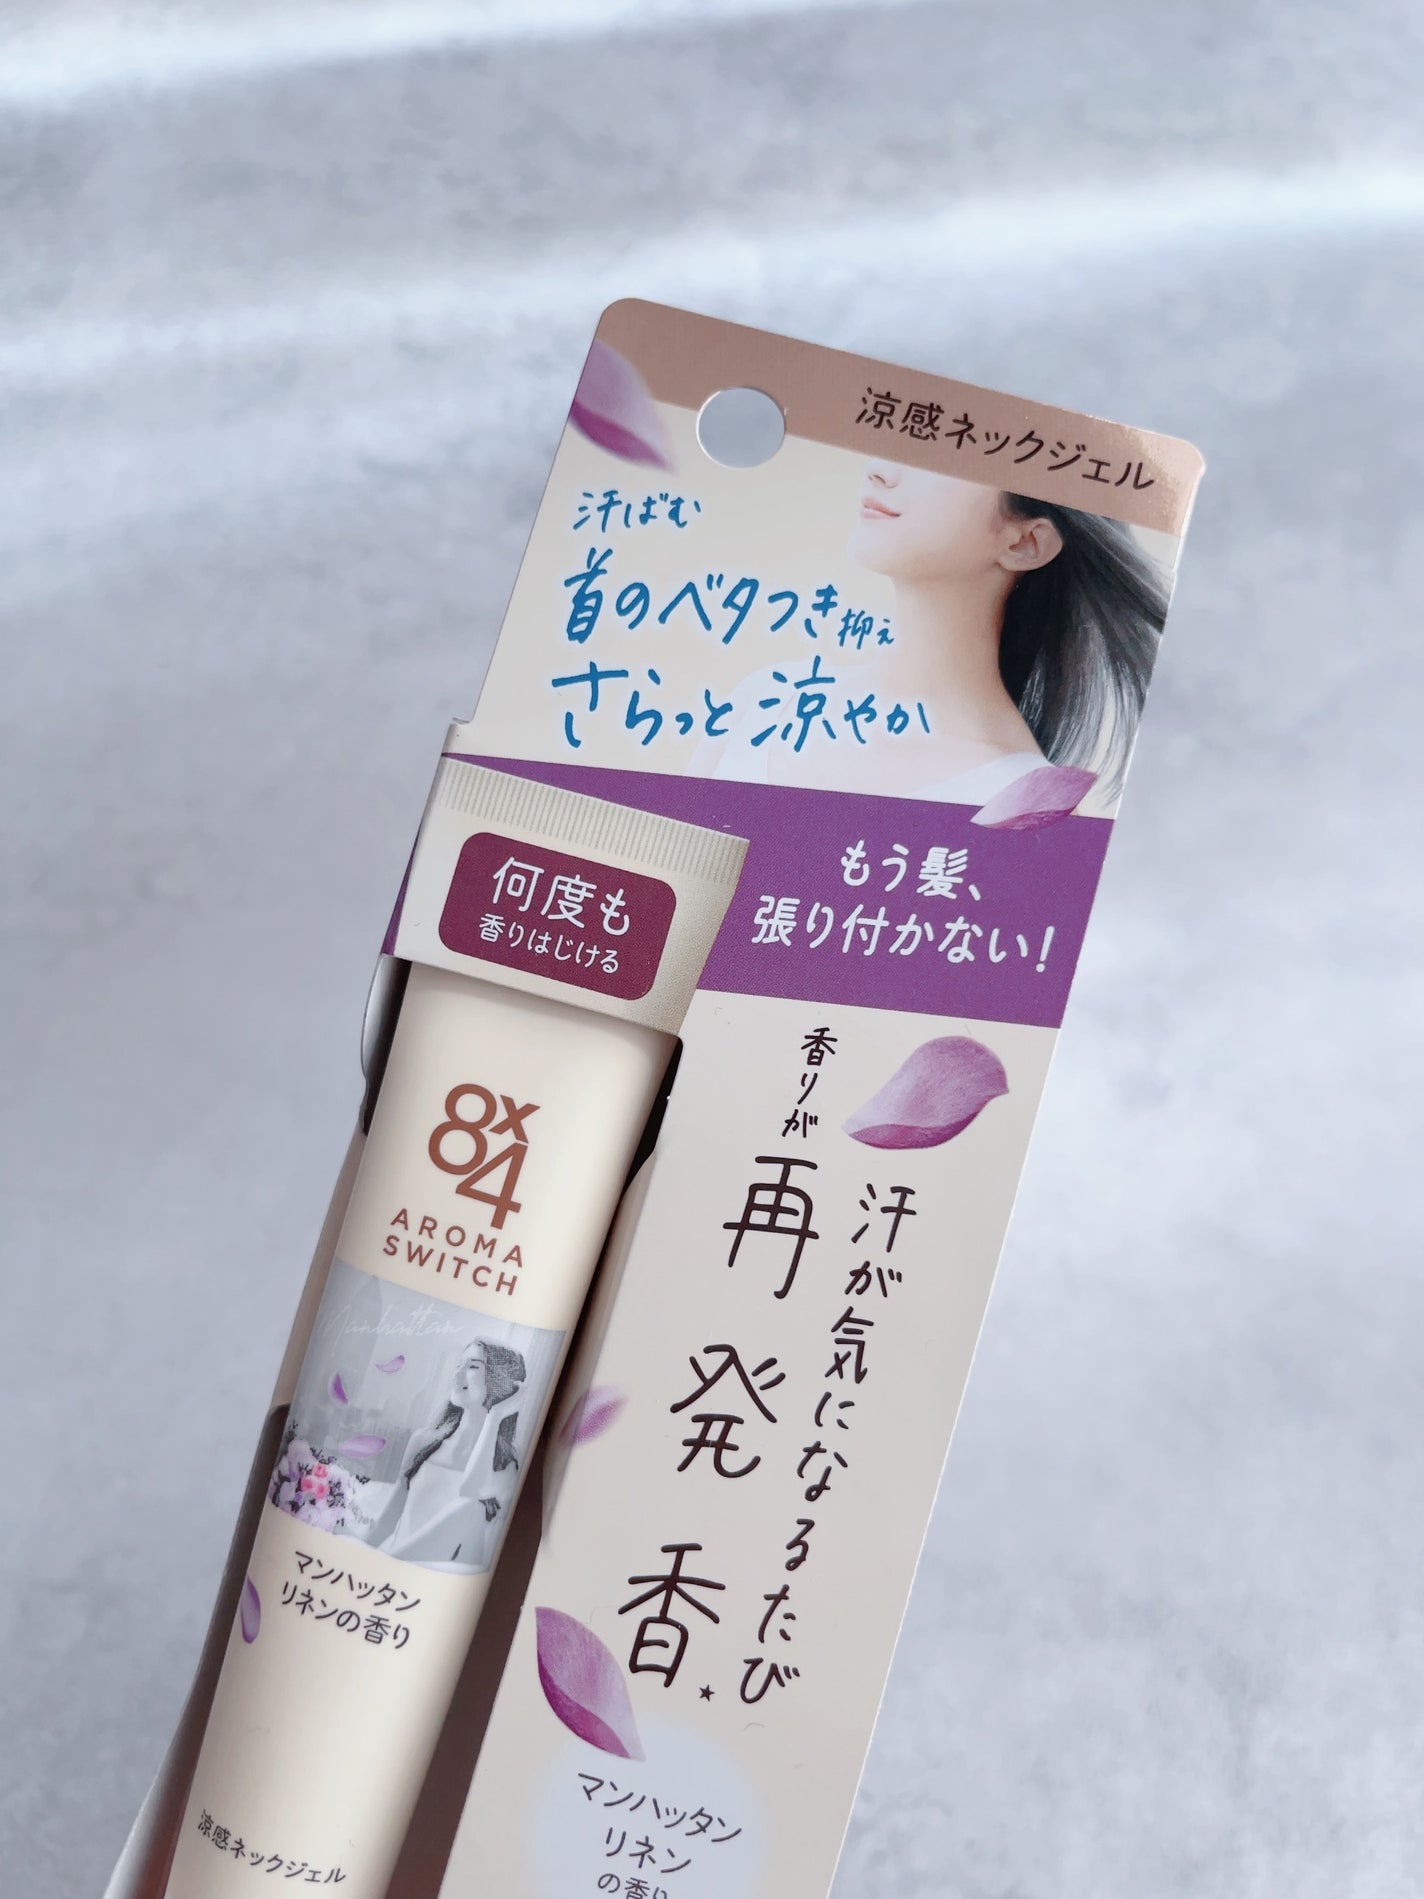 涼感ネックジェル
汗ばむ
首のベタつき抑え
さらっと涼やか
もう髪、
張り付かない!
何度も
香りはじける
8x4
AROMA
SWITCH
Manhattan
マンハッタン
リネンの香り
涼感ネックジェル
汗が気になるたび
香りが再発香.★
マンハッタン
リネン
の香り